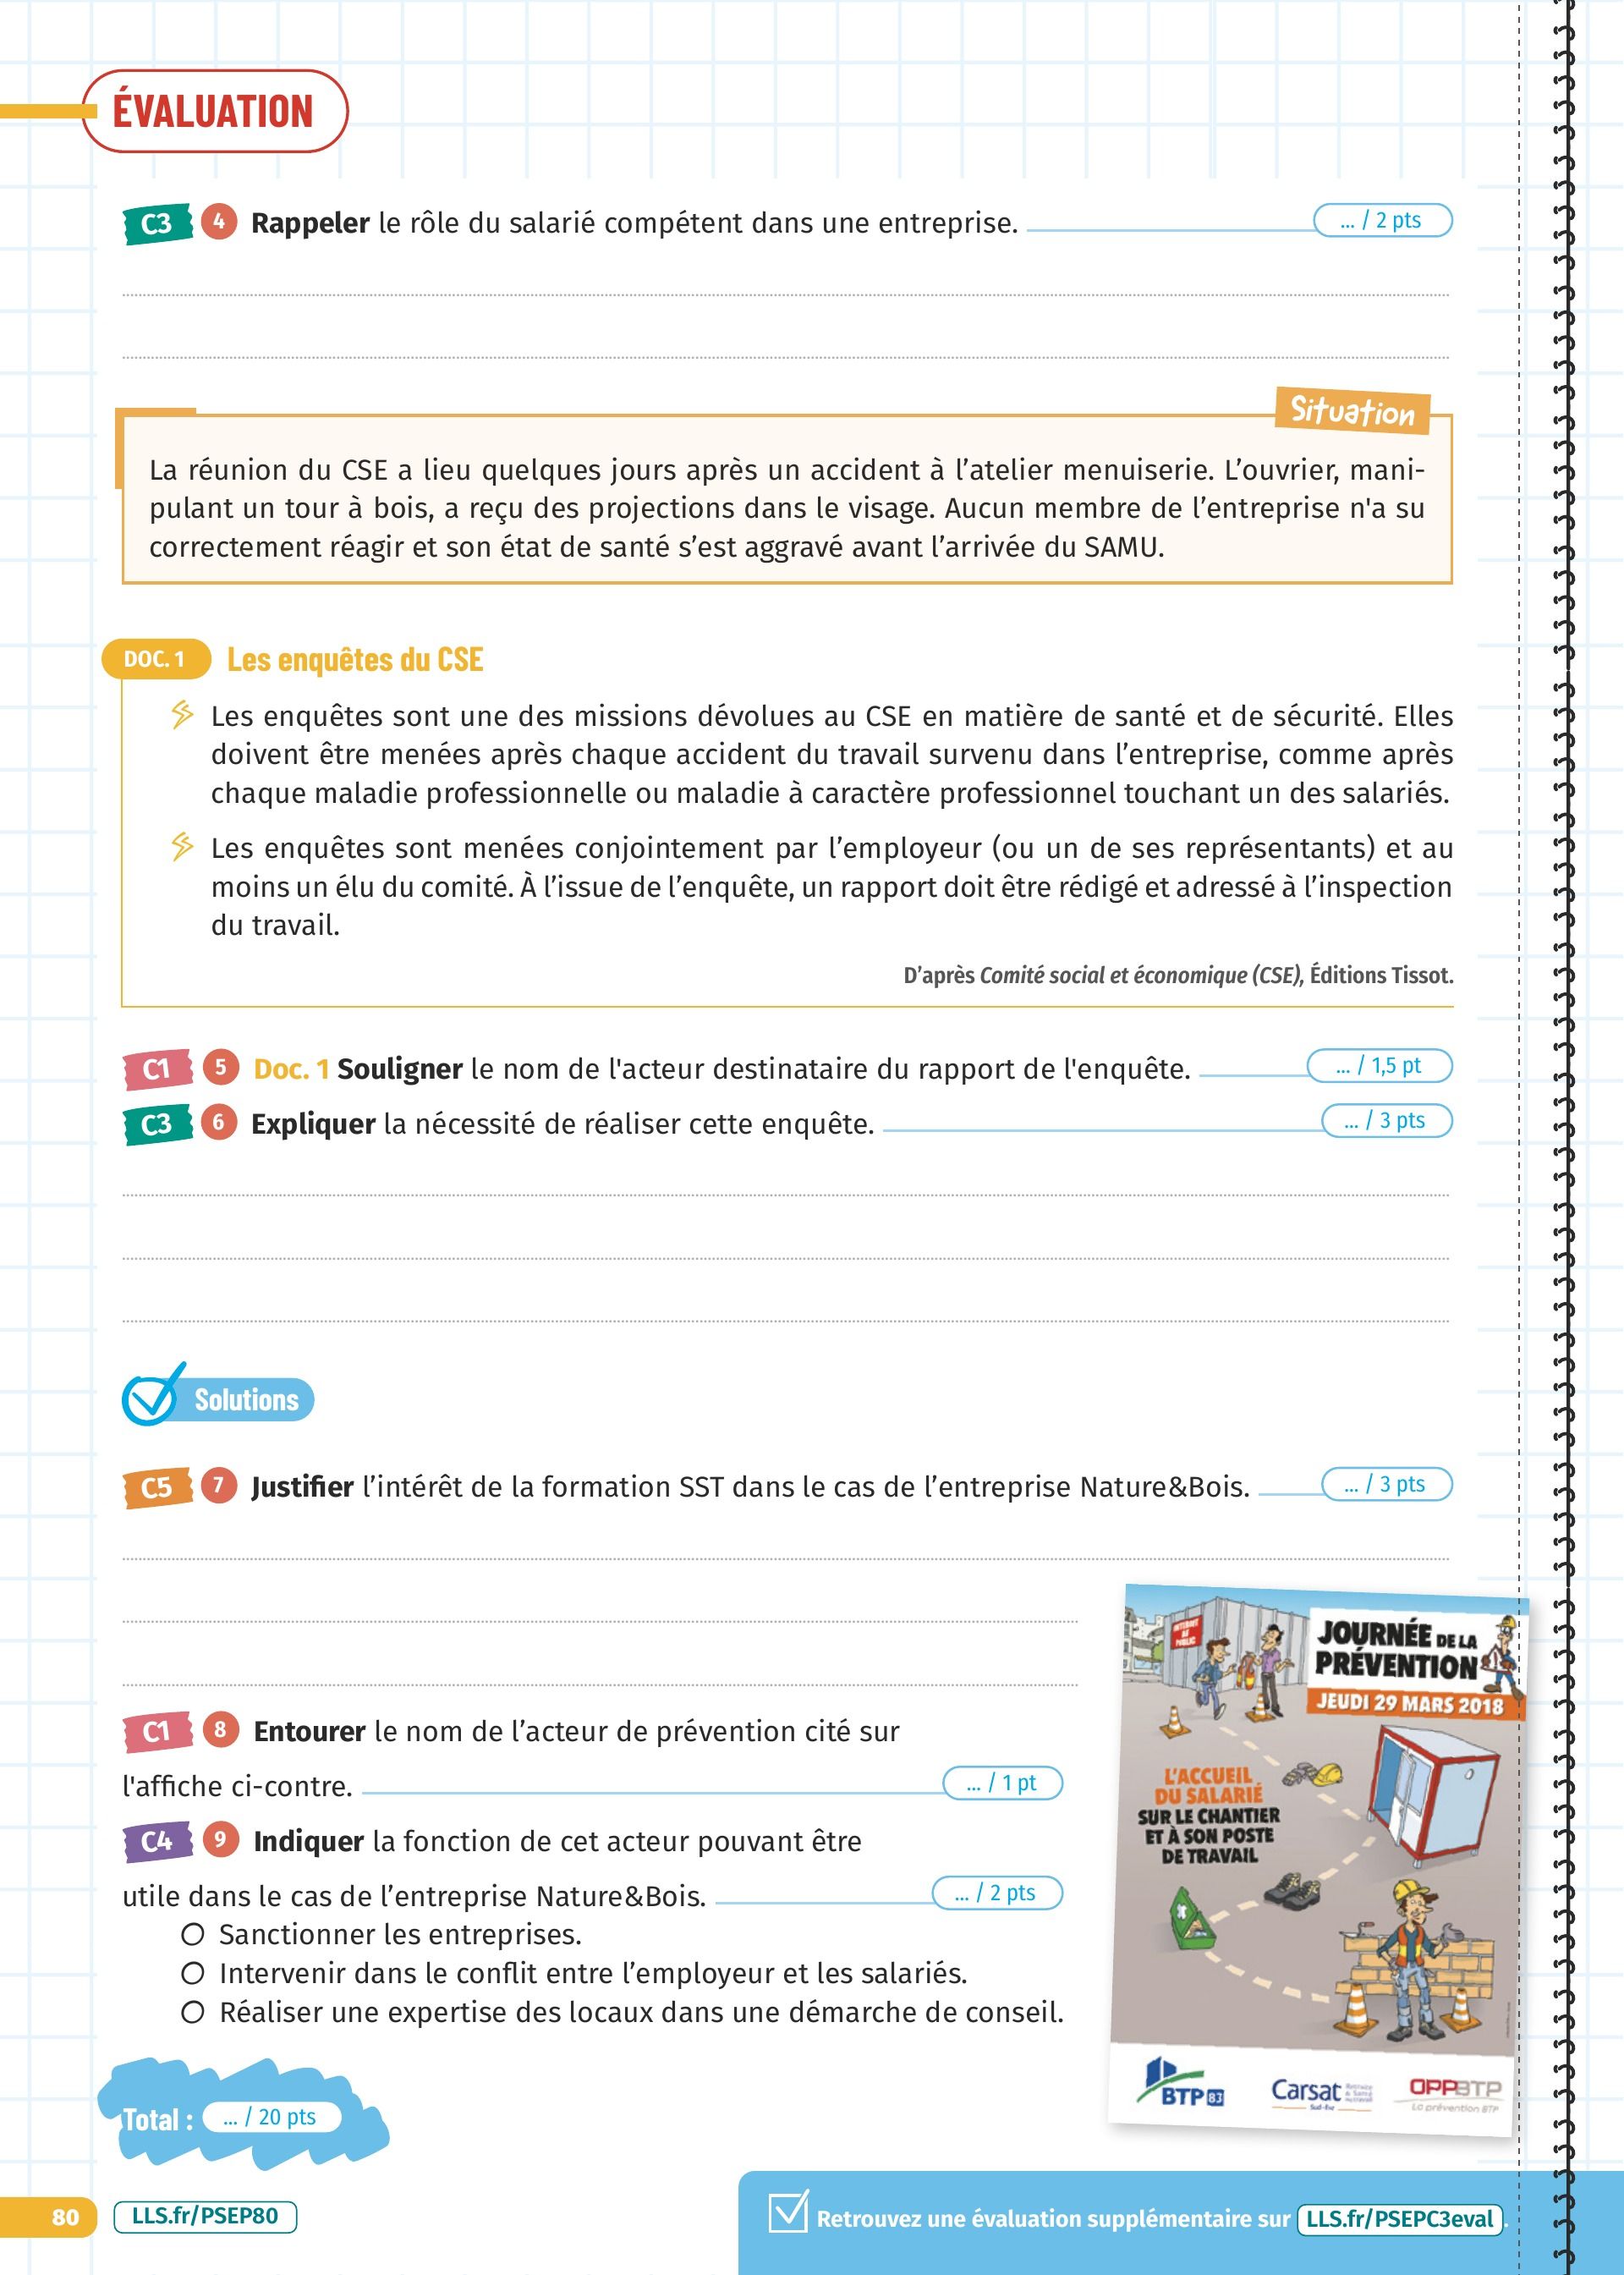 ÉVALUATION
C3 4 Rappeler le rôle du salarié compétent dans une entreprise. ... / 2 pts
Situation
La réunion du CSE a lieu quelques jours après un accident à l’atelier menuiserie. L’ouvrier, mani-
pulant un tour à bois, a reçu des projections dans le visage. Aucun membre de l’entreprise n'a su
correctement réagir et son état de santé s’est aggravé avant l’arrivée du SAMU.
DOC. 1 Les enquêtes du CSE
Les enquêtes sont une des missions dévolues au CSE en matière de santé et de sécurité. Elles
doivent être menées après chaque accident du travail survenu dans l’entreprise, comme après
chaque maladie professionnelle ou maladie à caractère professionnel touchant un des salariés.
Les enquêtes sont menées conjointement par l’employeur (ou un de ses représentants) et au
moins un élu du comité. À l’issue de l’enquête, un rapport doit être rédigé et adressé à l’inspection
du travail.
D’après Comité social et économique (CSE), Éditions Tissot.
C1 5 Doc. 1 Souligner le nom de l'acteur destinataire du rapport de l'enquête. ... / 1,5 pt
C3 6 Expliquer la nécessité de réaliser cette enquête. ... / 3 pts
Solutions
C5 7 Justifier l’intérêt de la formation SST dans le cas de l’entreprise Nature&Bois. ... / 3 pts
C1 8 Entourer le nom de l’acteur de prévention cité sur
l'affiche ci-contre. ... / 1 pt
C4 9 Indiquer la fonction de cet acteur pouvant être
utile dans le cas de l’entreprise Nature&Bois. ... / 2 pts
Sanctionner les entreprises.
Intervenir dans le conflit entre l’employeur et les salariés.
Réaliser une expertise des locaux dans une démarche de conseil.
INTERDIT
AU
PUBLIC
JOURNÉE DE LA
PRÉVENTION
JEUDI 29 MARS 2018
L'ACCUEIL
DU SALARIÉ
SUR LE CHANTIER
ET À SON POSTE
DE TRAVAIL
BTP 83
Carsat
Sud-Est
OPPBTP
La prévention BTP
Total : ... / 20 pts
80 LLS.fr/PSEP80
Retrouvez une évaluation supplémentaire sur LLS.fr/PSEPC3eval.